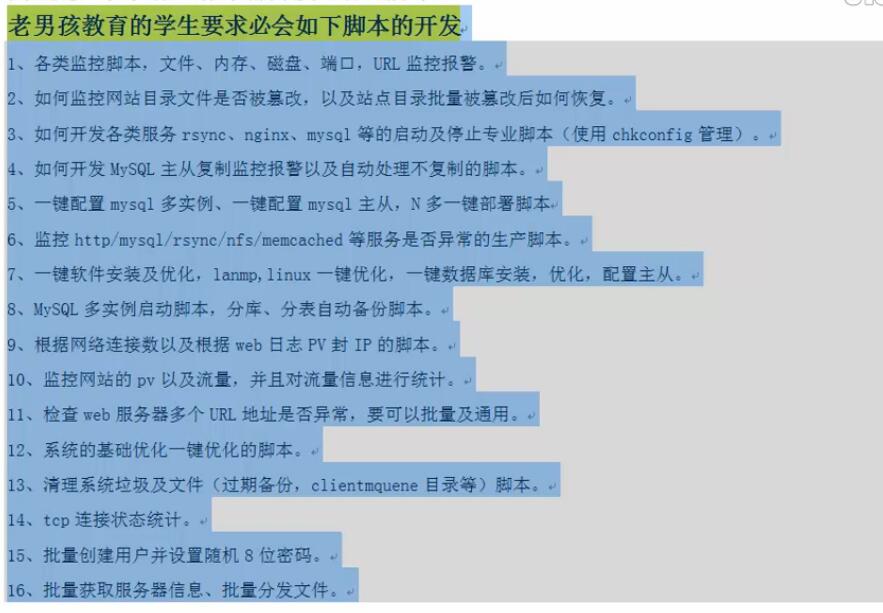 老男孩教育的学生要求必会如下脚本的开发
1、各类监控脚本，文件、内存、磁盘、端口，URL 监控报警。
2、如何监控网站目录文件是否被篡改，以及站点目录批量被篡改后如何恢复。
3、如何开发各类服务 rsync、nginx、mysql 等的启动及停止专业脚本（使用 chkconfig 管理）。
4、如何开发 MySQL 主从复制监控报警以及自动处理不复制的脚本。
5、一键配置 mysql 多实例、一键配置 mysql 主从，N 多一键部署脚本
6、监控 http/mysql/rsync/nfs/memcached 等服务是否异常的生产脚本。
7、一键软件安装及优化，lanmp,linux 一键优化，一键数据库安装，优化，配置主从。
8、MySQL 多实例启动脚本，分库、分表自动备份脚本。
9、根据网络连接数以及根据 web 日志 PV 封 IP 的脚本。
10、监控网站的 pv 以及流量，并且对流量信息进行统计。
11、检查 web 服务器多个 URL 地址是否异常，要可以批量及通用。
12、系统的基础优化一键优化的脚本。
13、清理系统垃圾及文件（过期备份，clientmquene 目录等）脚本。
14、tcp 连接状态统计。
15、批量创建用户并设置随机 8 位密码。
16、批量获取服务器信息、批量分发文件。